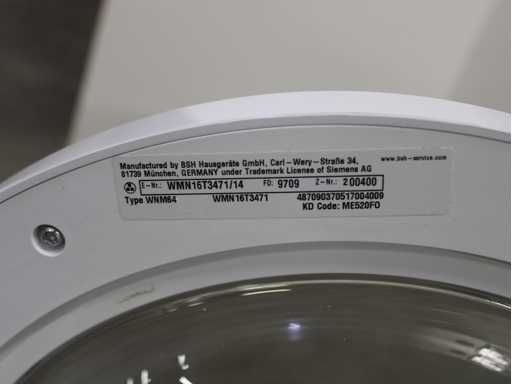 Manufactured by BSH Hausgeräte GmbH, Carl-Wery-Straße 34,
81739 München, GERMANY under Trademark License of Siemens AG
www.bsh-service.com
E-Nr.: WMN16T3471/14 FD: 9709 Z-Nr.: 200400
Type WNM64 WMN16T3471 487090370517004009
KD Code: ME520FO